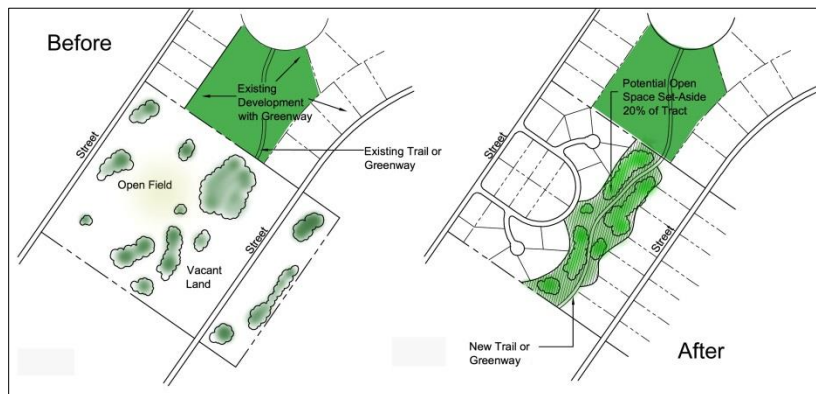 Before
Existing
Development
with Greenway
Existing Trail or
Greenway
Street
Open Field
Street
Vacant
Land
Potential Open
Space Set-Aside
20% of Tract
Street
Street
New Trail or
Greenway
After